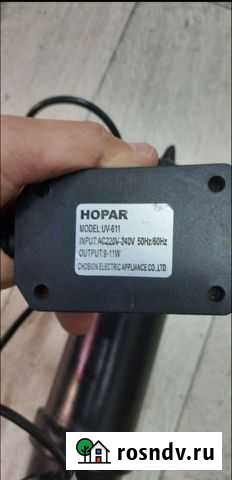 HOPAR
MODEL:UV-611
INPUT:AC220V-240V 50Hz/60Hz
OUTPUT:9-11W
CHOBION ELECTRIC APPLIANCE CO.,LTD
rosndv.ru